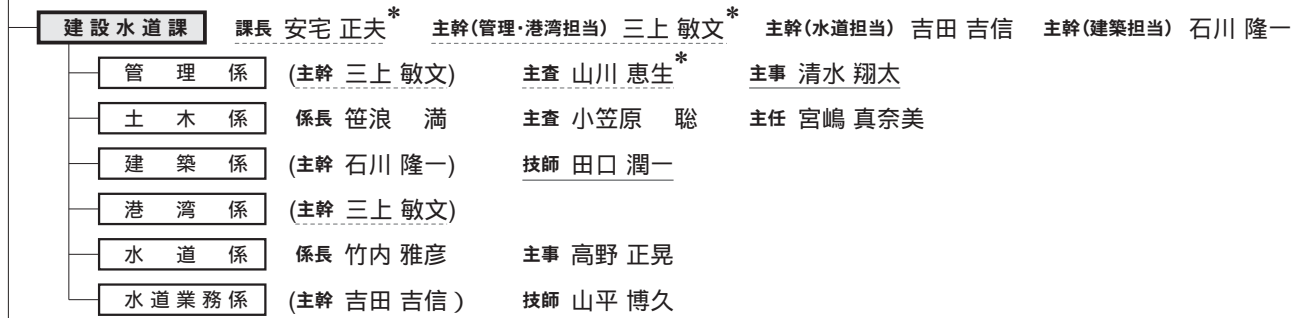 建設水道課 課長 安宅 正夫* 主幹(管理・港湾担当) 三上 敏文* 主幹(水道担当) 吉田 吉信 主幹(建築担当) 石川 隆一
管理係 (主幹 三上 敏文) 主査 山川 恵生* 主事 清水 翔太
土木係 係長 笹浪 満 主査 小笠原 聡 主任 宮嶋 真奈美
建築係 (主幹 石川 隆一) 技師 田口 潤一
港湾係 (主幹 三上 敏文)
水道係 係長 竹内 雅彦 主事 高野 正晃
水道業務係 (主幹 吉田 吉信) 技師 山平 博久